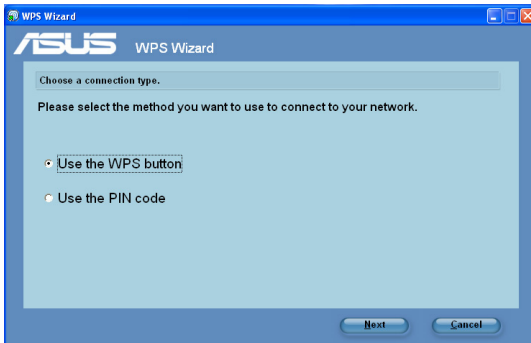 WPS Wizard
ASUS WPS Wizard
Choose a connection type.
Please select the method you want to use to connect to your network.
Use the WPS button
Use the PIN code
Next Cancel